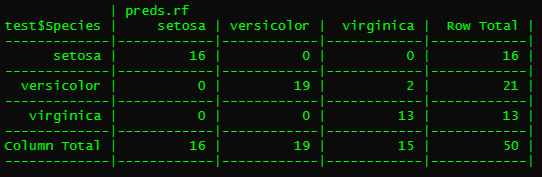 | preds.rf
test$Species |     setosa | versicolor |  virginica |  Row Total |
-------------|------------|------------|------------|------------|
      setosa |         16 |          0 |          0 |         16 |
-------------|------------|------------|------------|------------|
  versicolor |          0 |         19 |          2 |         21 |
-------------|------------|------------|------------|------------|
   virginica |          0 |          0 |         13 |         13 |
-------------|------------|------------|------------|------------|
Column Total |         16 |         19 |         15 |         50 |
-------------|------------|------------|------------|------------|